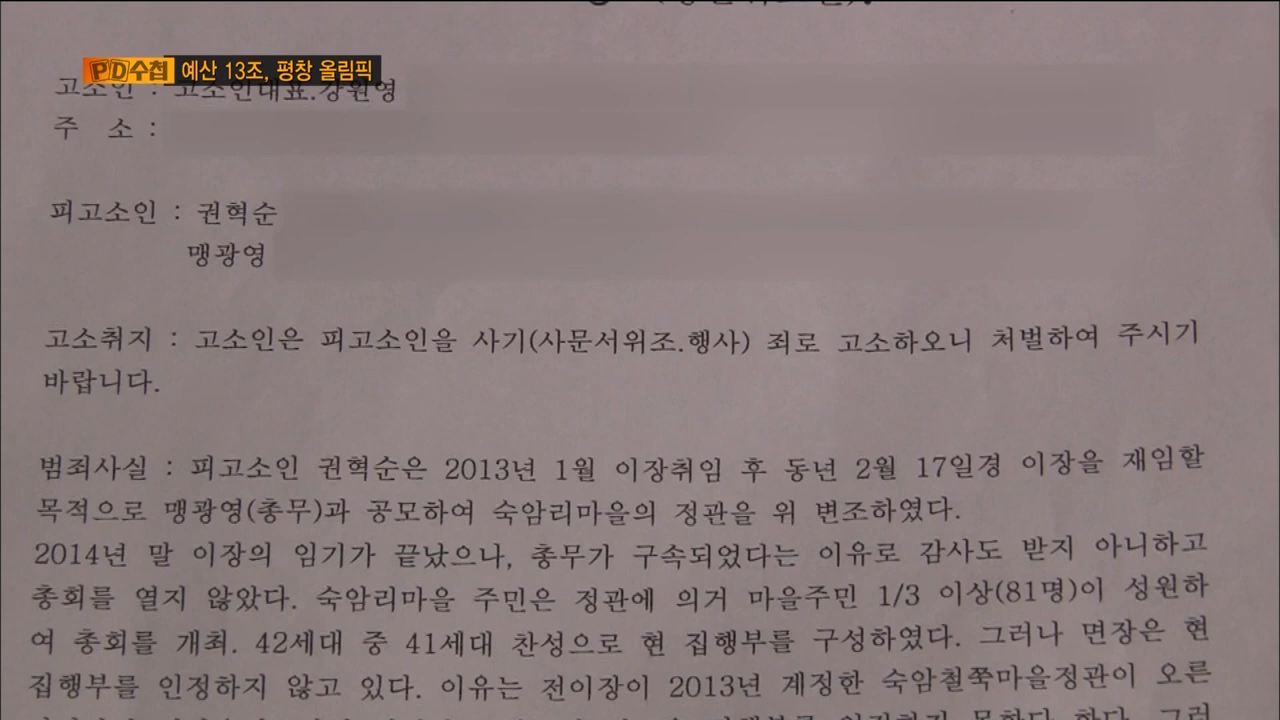 PD수첩 예산 13조, 평창 올림픽
고소인 : 고소인대표.강원영
주 소 :
피고소인 : 권혁순
맹광영
고소취지 : 고소인은 피고소인을 사기(사문서위조.행사) 죄로 고소하오니 처벌하여 주시기
바랍니다.
범죄사실 : 피고소인 권혁순은 2013년 1월 이장취임 후 동년 2월 17일경 이장을 재임할
목적으로 맹광영(총무)과 공모하여 숙암리마을의 정관을 위 변조하였다.
2014년 말 이장의 임기가 끝났으나, 총무가 구속되었다는 이유로 감사도 받지 아니하고
총회를 열지 않았다. 숙암리마을 주민은 정관에 의거 마을주민 1/3 이상(81명)이 성원하
여 총회를 개최. 42세대 중 41세대 찬성으로 현 집행부를 구성하였다. 그러나 면장은 현
집행부를 인정하지 않고 있다. 이유는 전이장이 2013년 계정한 숙암철쭉마을정관이 오른